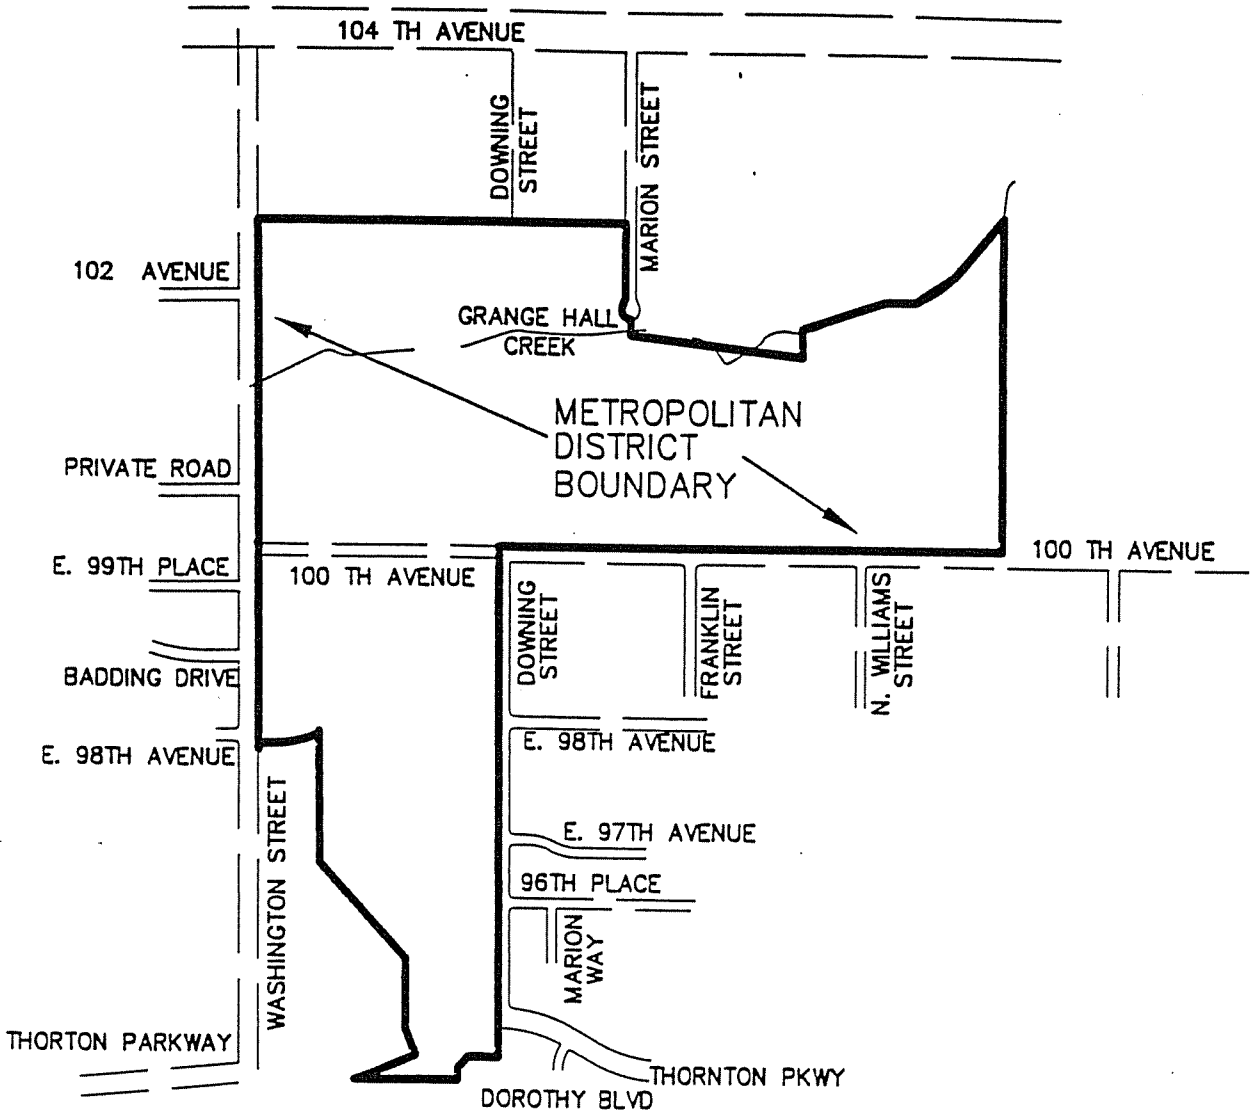 104 TH AVENUE
DOWNING
STREET
MARION STREET
102 AVENUE
GRANGE HALL
CREEK
METROPOLITAN
DISTRICT
BOUNDARY
PRIVATE ROAD
E. 99TH PLACE
100 TH AVENUE
100 TH AVENUE
DOWNING
STREET
FRANKLIN
STREET
N. WILLIAMS
STREET
BADDING DRIVE
E. 98TH AVENUE
E. 98TH AVENUE
WASHINGTON STREET
E. 97TH AVENUE
96TH PLACE
MARION
WAY
THORTON PARKWAY
THORNTON PKWY
DOROTHY BLVD